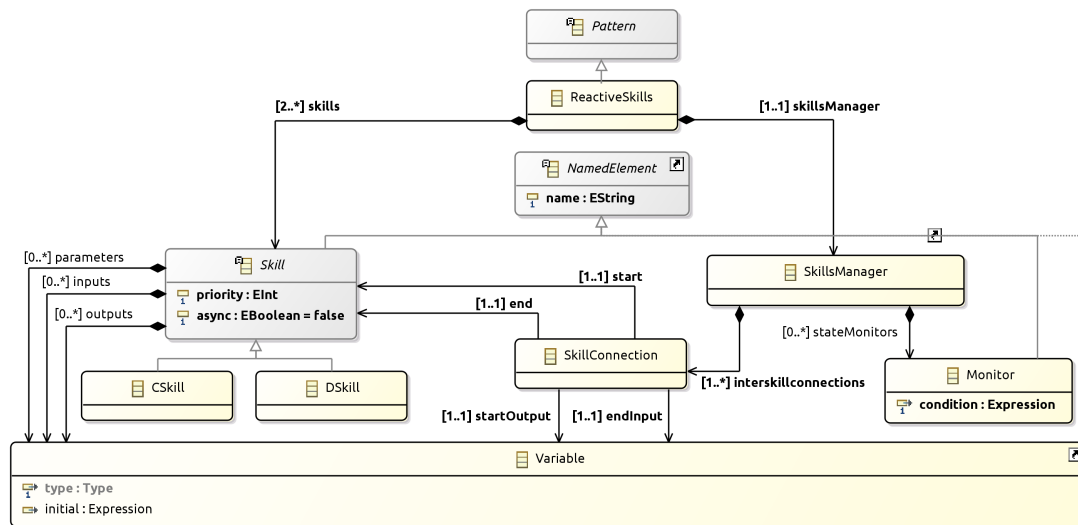 Pattern
ReactiveSkills
[2..*] skills
[1..1] skillsManager
NamedElement
name : EString
[0..*] parameters
[0..*] inputs
[0..*] outputs
Skill
priority : EInt
async : EBoolean = false
[1..1] start
[1..1] end
SkillsManager
[0..*] stateMonitors
SkillConnection
[1..*] interskillconnections
Monitor
condition : Expression
CSkill
DSkill
[1..1] startOutput
[1..1] endInput
Variable
type : Type
initial : Expression